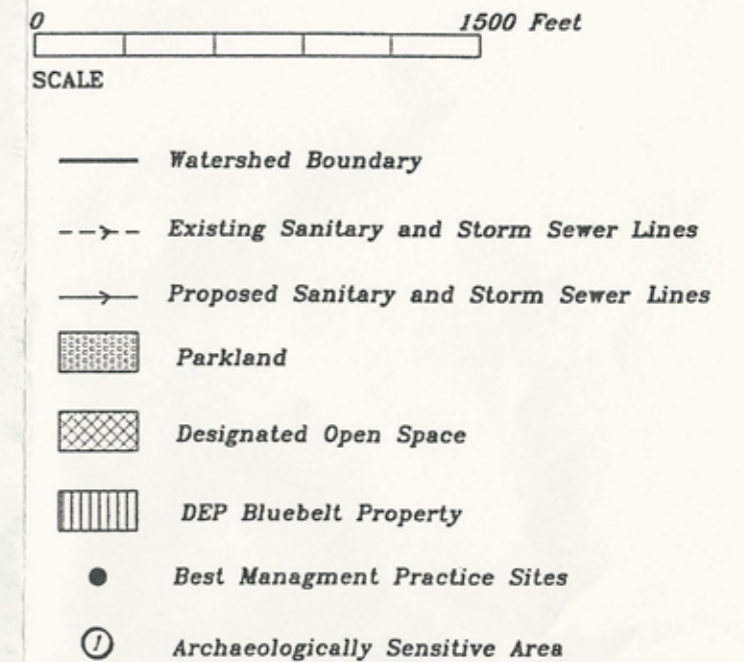 0 1500 Feet
SCALE
Watershed Boundary
Existing Sanitary and Storm Sewer Lines
Proposed Sanitary and Storm Sewer Lines
Parkland
Designated Open Space
DEP Bluebelt Property
Best Managment Practice Sites
1 Archaeologically Sensitive Area